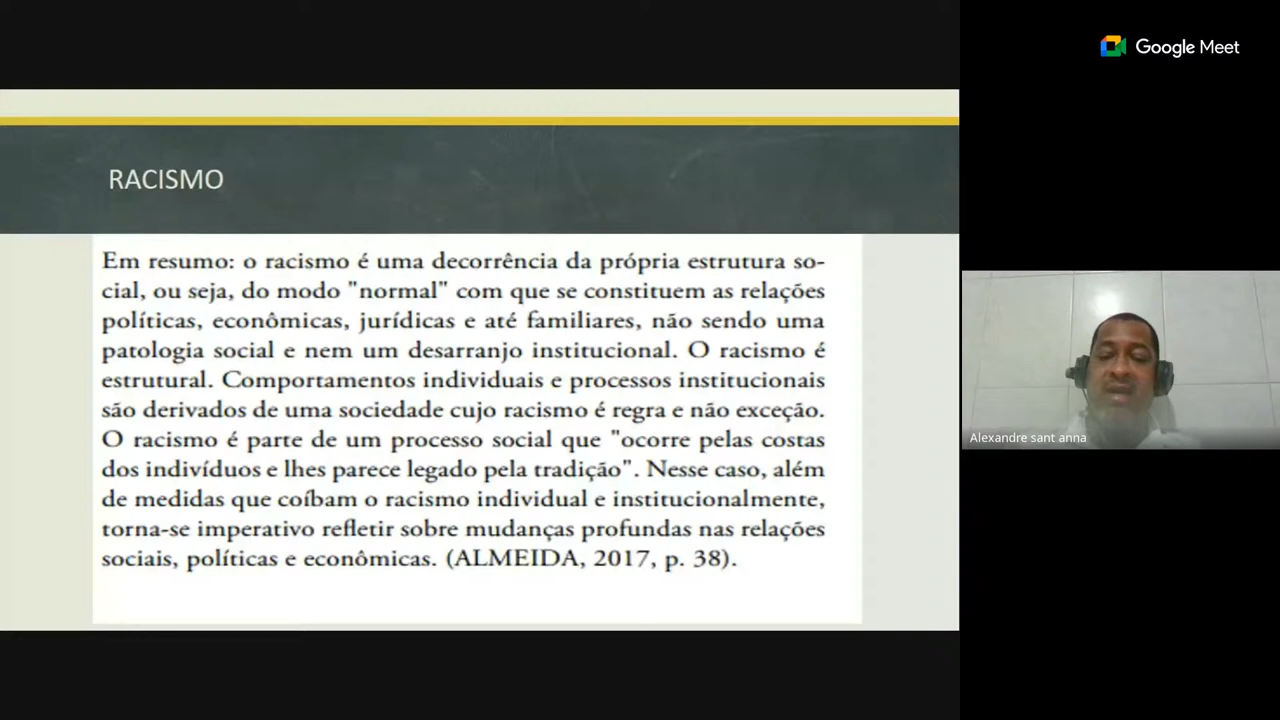 Google Meet
RACISMO
Em resumo: o racismo é uma decorrência da própria estrutura so-
cial, ou seja, do modo "normal" com que se constituem as relações
políticas, econômicas, jurídicas e até familiares, não sendo uma
patologia social e nem um desarranjo institucional. O racismo é
estrutural. Comportamentos individuais e processos institucionais
são derivados de uma sociedade cujo racismo é regra e não exceção.
O racismo é parte de um processo social que "ocorre pelas costas
dos indivíduos e lhes parece legado pela tradição". Nesse caso, além
de medidas que coíbam o racismo individual e institucionalmente,
torna-se imperativo refletir sobre mudanças profundas nas relações
sociais, políticas e econômicas. (ALMEIDA, 2017, p. 38).
Alexandre sant anna